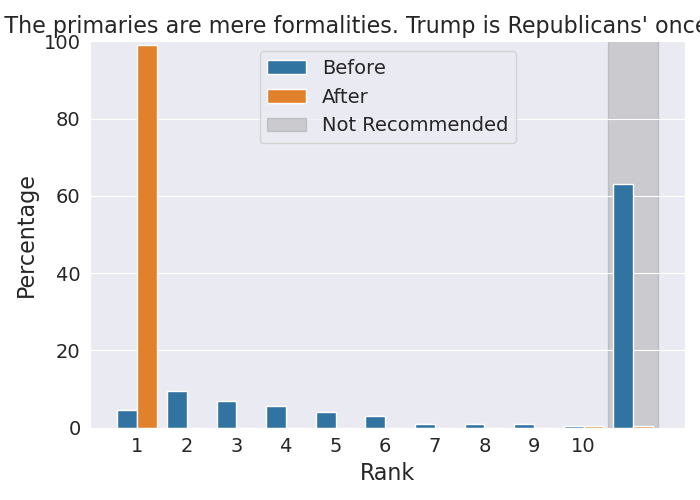 The primaries are mere formalities. Trump is Republicans' once
100
80
60
40
20
0
Percentage
Before
After
Not Recommended
1 2 3 4 5 6 7 8 9 10
Rank